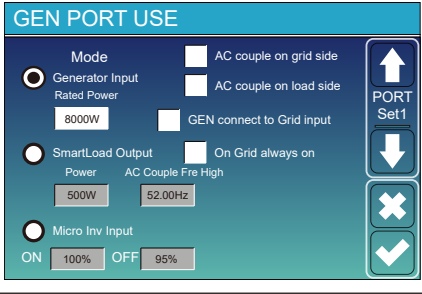 GEN PORT USE
Mode
AC couple on grid side
Generator Input
AC couple on load side
Rated Power
8000W
GEN connect to Grid input
SmartLoad Output
On Grid always on
Power
AC Couple Fre High
500W
52.00Hz
Micro Inv Input
ON 100% OFF 95%
PORT
Set1